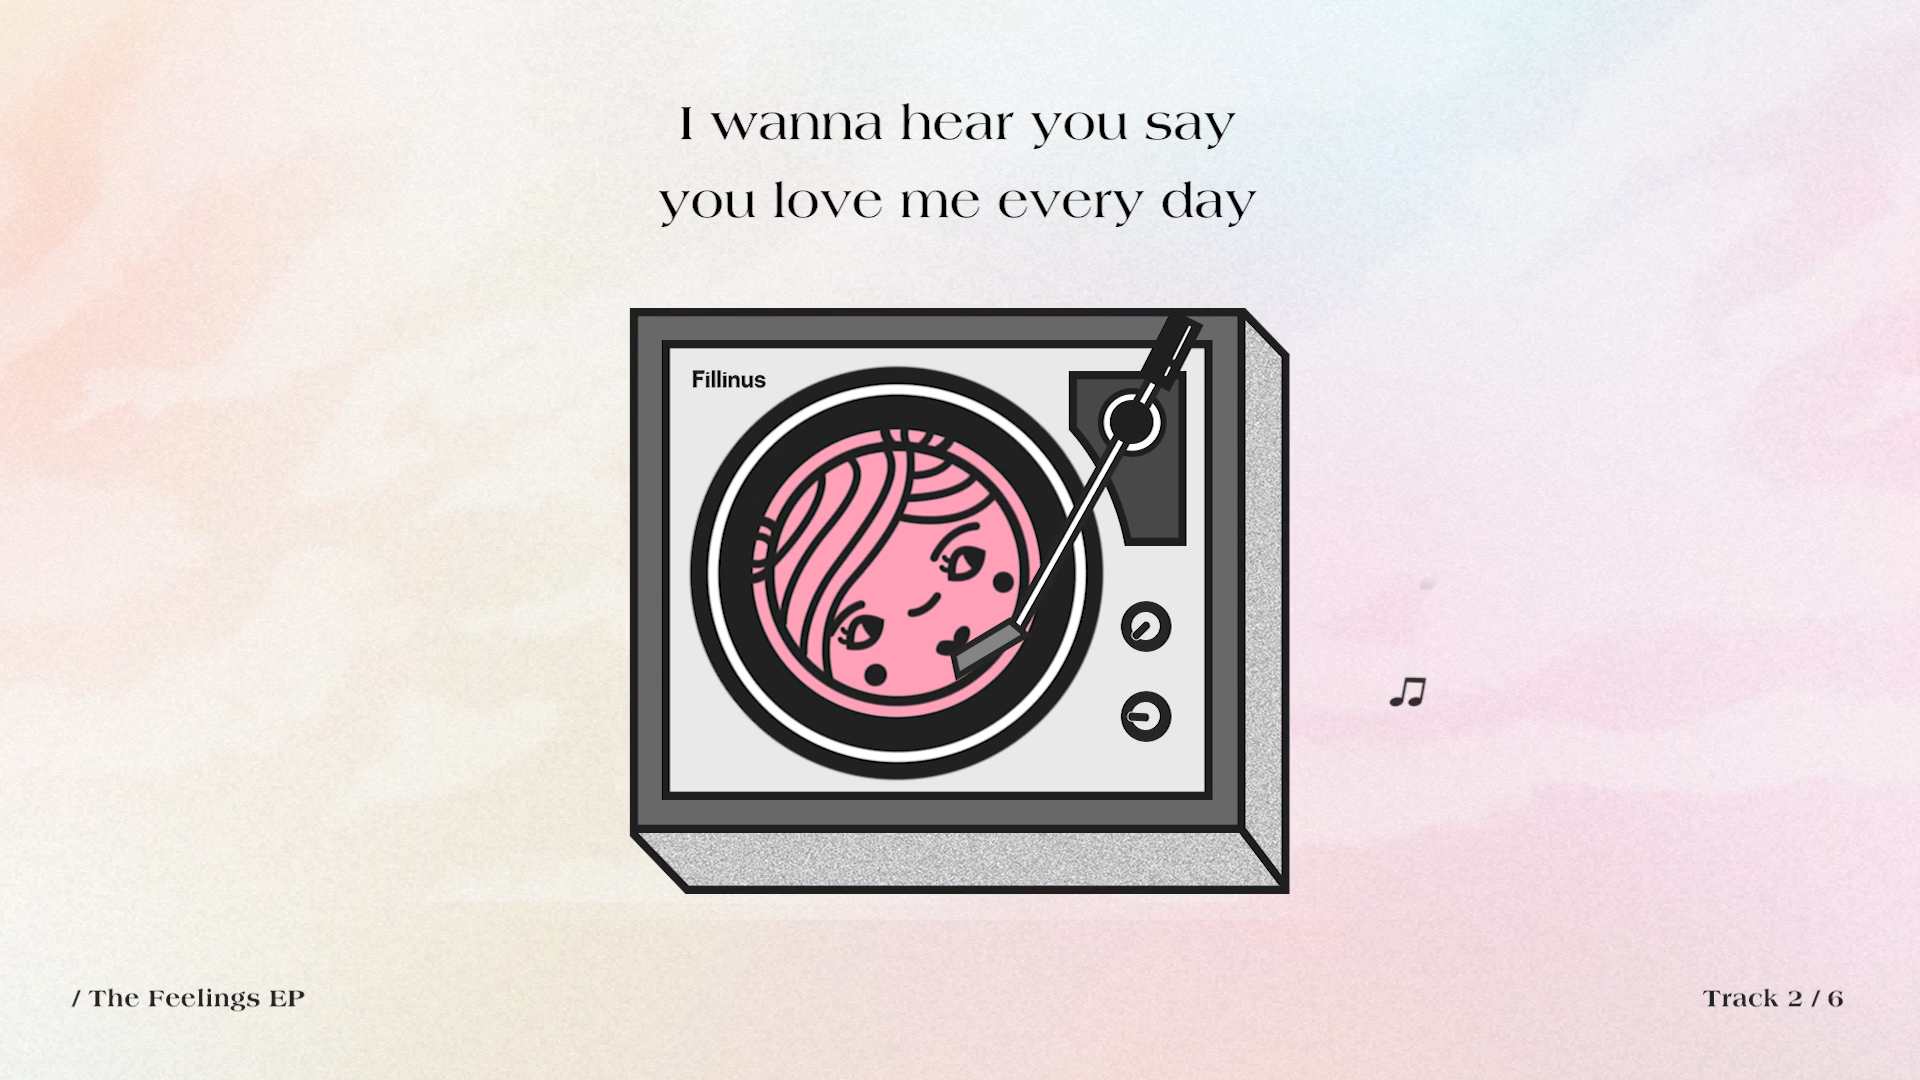 I wanna hear you say
you love me every day
Fillinus
/ The Feelings EP
Track 2 / 6